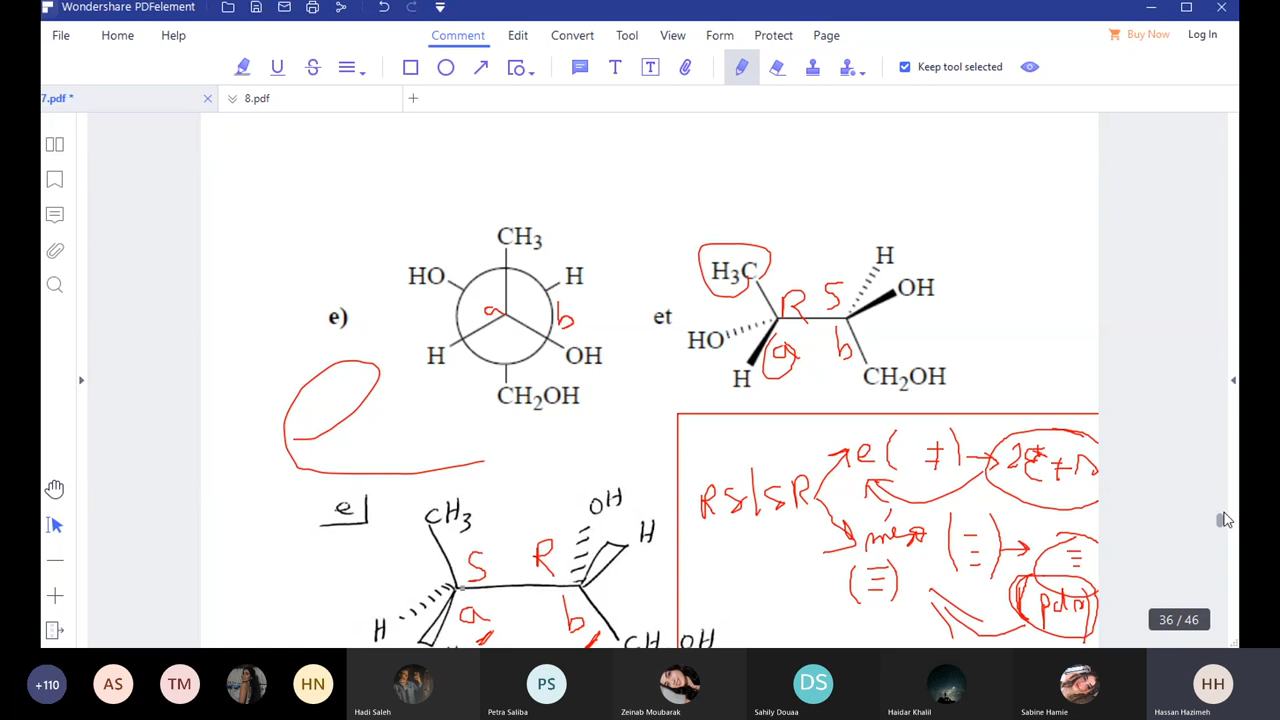 Wondershare PDFelement
File Home Help Comment Edit Convert Tool View Form Protect Page Buy Now Log In
Keep tool selected
7.pdf * 8.pdf
CH3
HO H
a b
H OH
CH2OH
e) et
H
H3C R S OH
HO a b
H CH2OH
RS/SR e ( ≠ )
méso ( = )
( = )
e] CH3 OH H
S R
H a b
CH OH
36 / 46
+110 AS TM HN PS DS HH
Hadi Saleh Petra Saliba Zeinab Moubarak Sahily Douaa Haidar Khalil Sabine Hamie Hassan Hazimeh